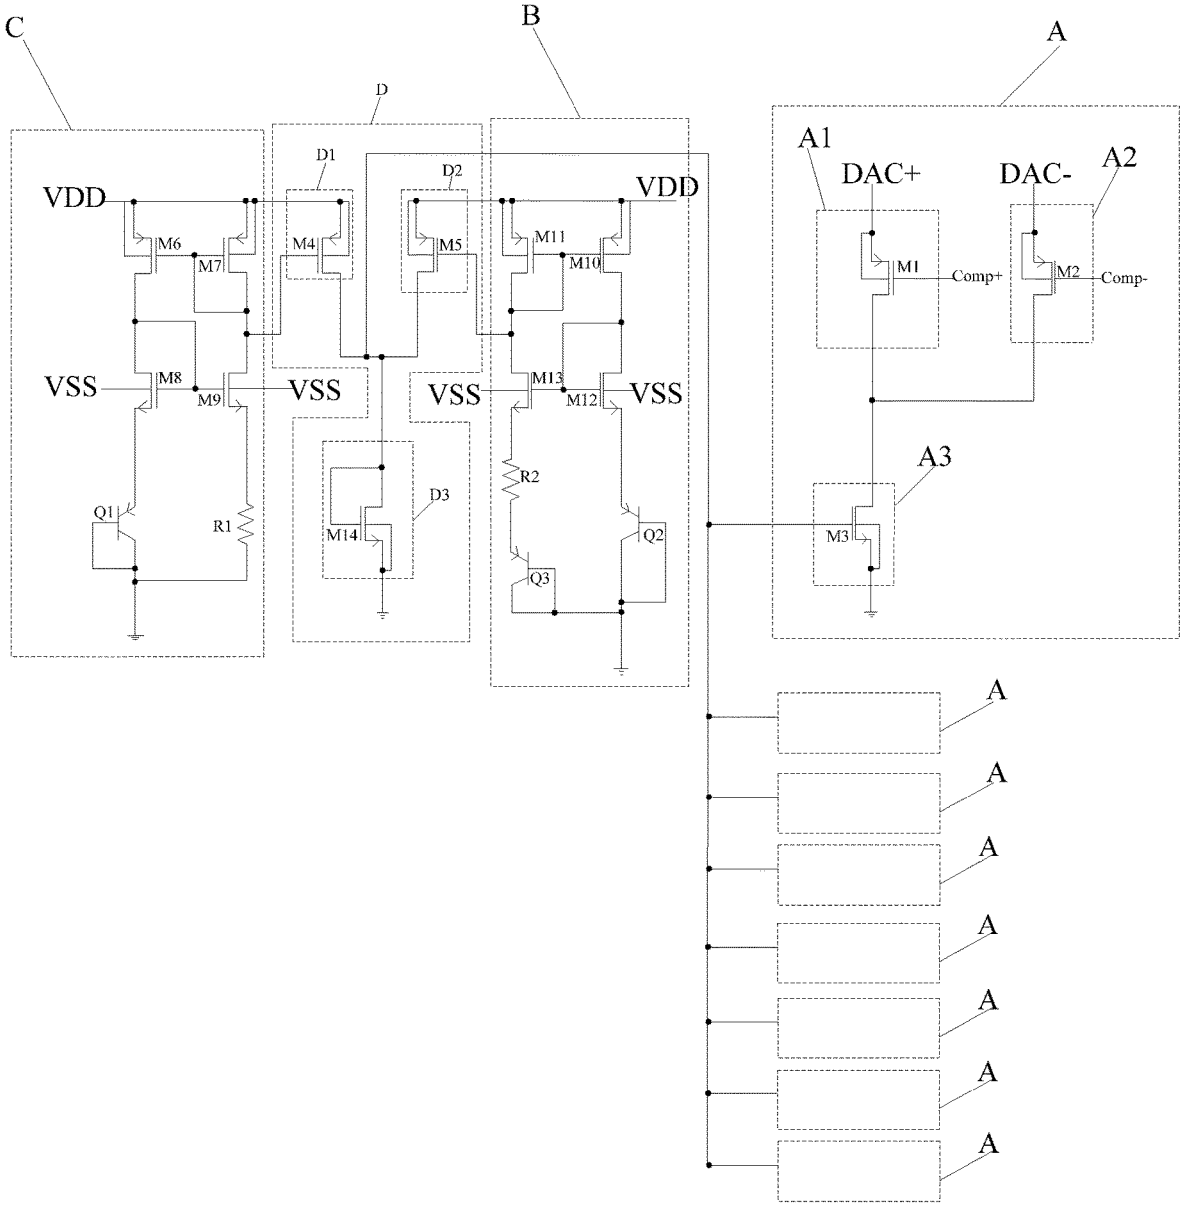 C
B
A
D
A1
D1
D2
A2
DAC+
DAC-
VDD
VDD
M6
M7
M4
M5
M11
M10
M1
Comp+
M2
Comp-
VSS
M8
M9
VSS
VSS
M13
M12
VSS
A3
R2
D3
Q1
R1
M14
Q2
M3
Q3
A
A
A
A
A
A
A